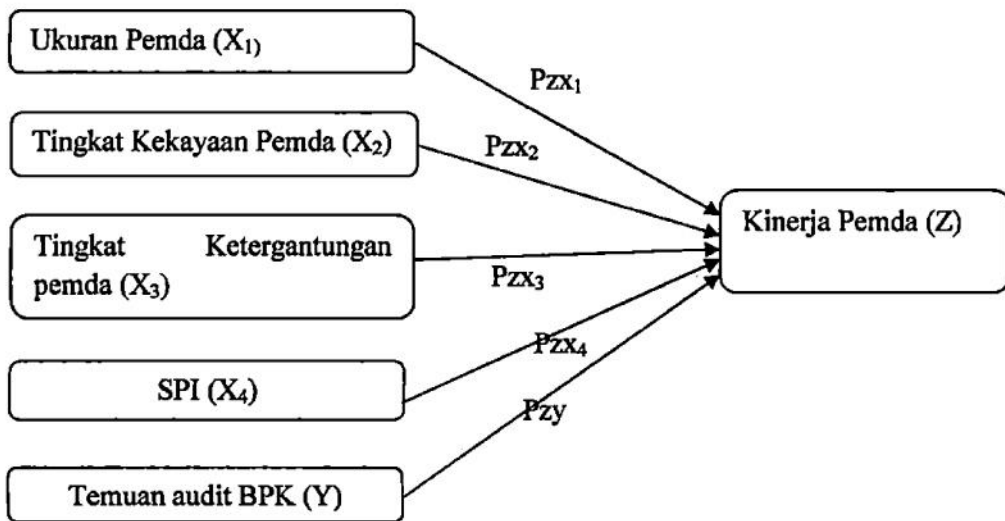 Ukuran Pemda (X₁)
Pzx₁
Tingkat Kekayaan Pemda (X₂)
Pzx₂
Kinerja Pemda (Z)
Tingkat Ketergantungan
pemda (X₃)
Pzx₃
Pzx₄
SPI (X₄)
Pzy
Temuan audit BPK (Y)